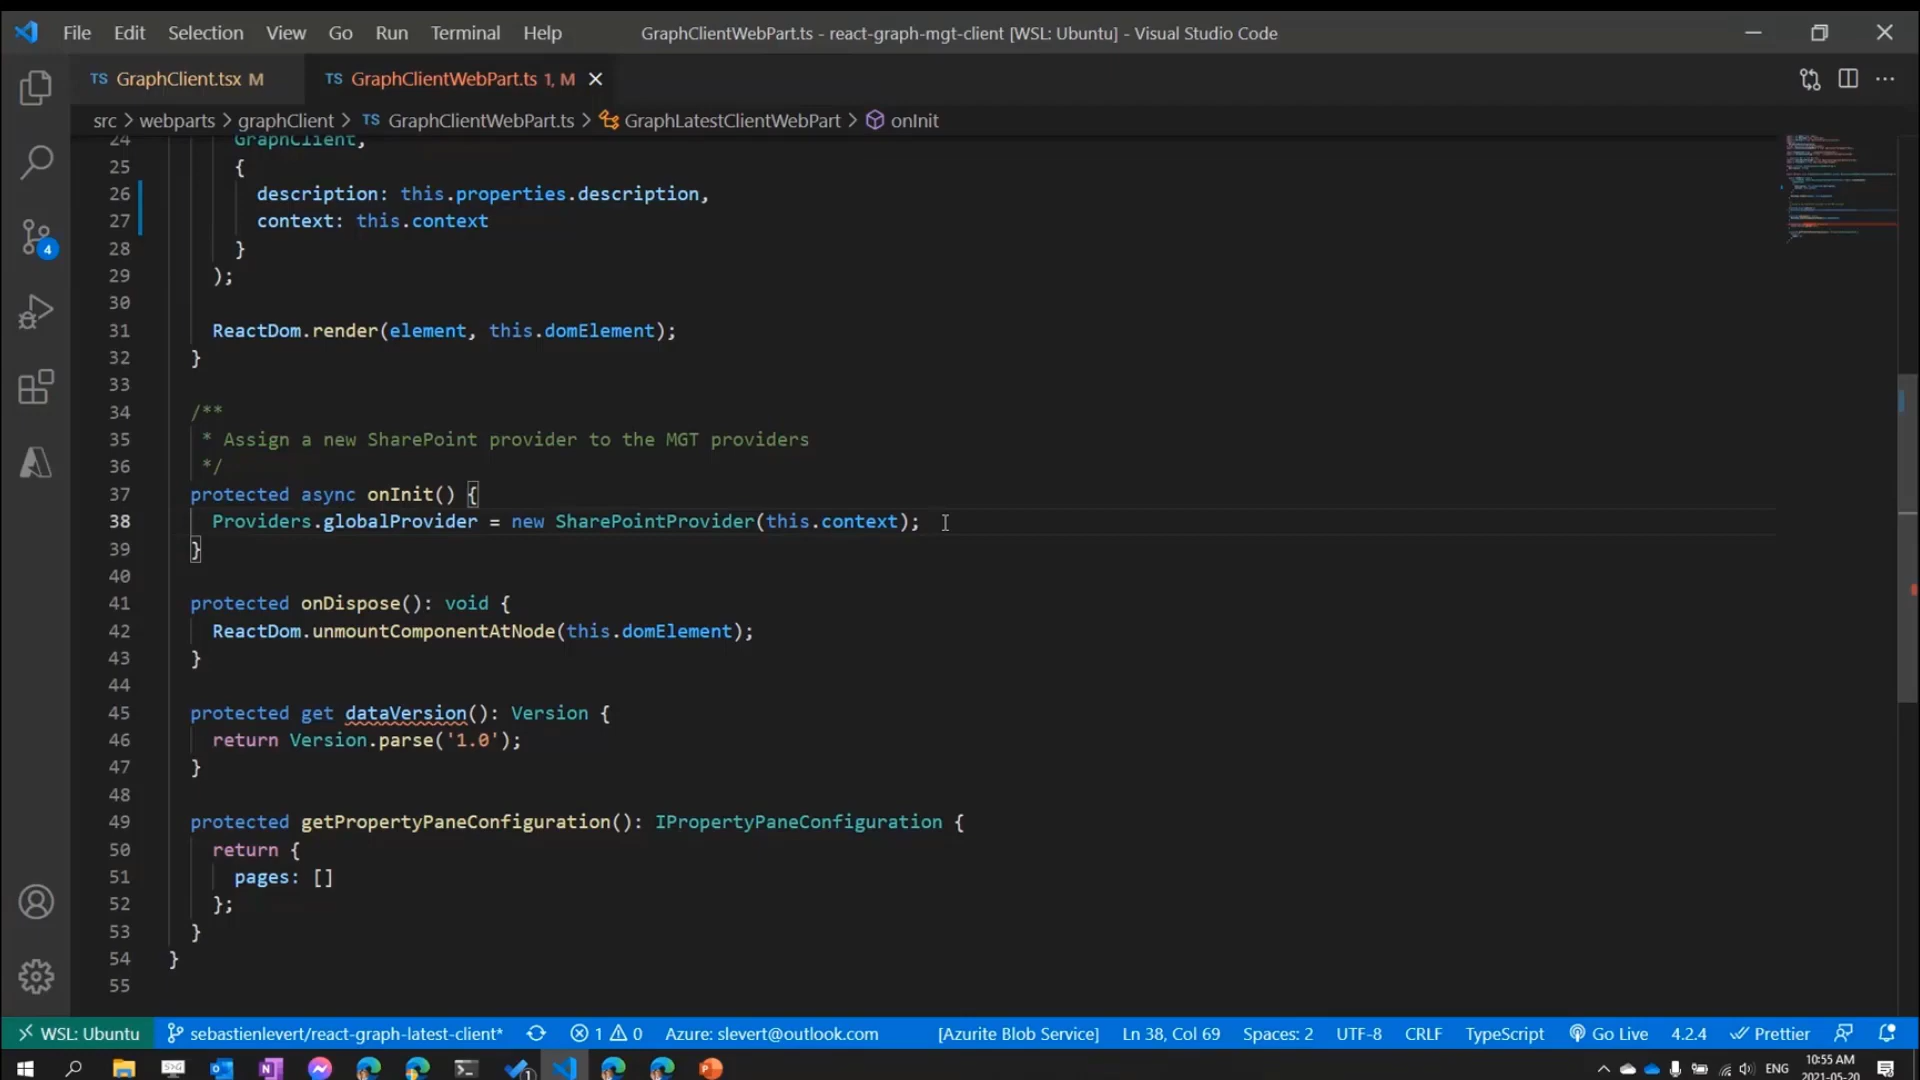 File Edit Selection View Go Run Terminal Help GraphClientWebPart.ts - react-graph-mgt-client [WSL: Ubuntu] - Visual Studio Code
TS GraphClient.tsx M TS GraphClientWebPart.ts 1, M
src > webparts > graphClient > TS GraphClientWebPart.ts > GraphLatestClientWebPart > onInit
24 GraphClient,
25 {
26 description: this.properties.description,
27 context: this.context
28 }
29 );
30
31 ReactDom.render(element, this.domElement);
32 }
33
34 /**
35 * Assign a new SharePoint provider to the MGT providers
36 */
37 protected async onInit() {
38 Providers.globalProvider = new SharePointProvider(this.context);
39 }
40
41 protected onDispose(): void {
42 ReactDom.unmountComponentAtNode(this.domElement);
43 }
44
45 protected get dataVersion(): Version {
46 return Version.parse('1.0');
47 }
48
49 protected getPropertyPaneConfiguration(): IPropertyPaneConfiguration {
50 return {
51 pages: []
52 };
53 }
54 }
55
4
WSL: Ubuntu sebastienlevert/react-graph-latest-client* 1 0 Azure: slevert@outlook.com [Azurite Blob Service] Ln 38, Col 69 Spaces: 2 UTF-8 CRLF TypeScript Go Live 4.2.4 Prettier
ENG 10:55 AM
2021-05-20